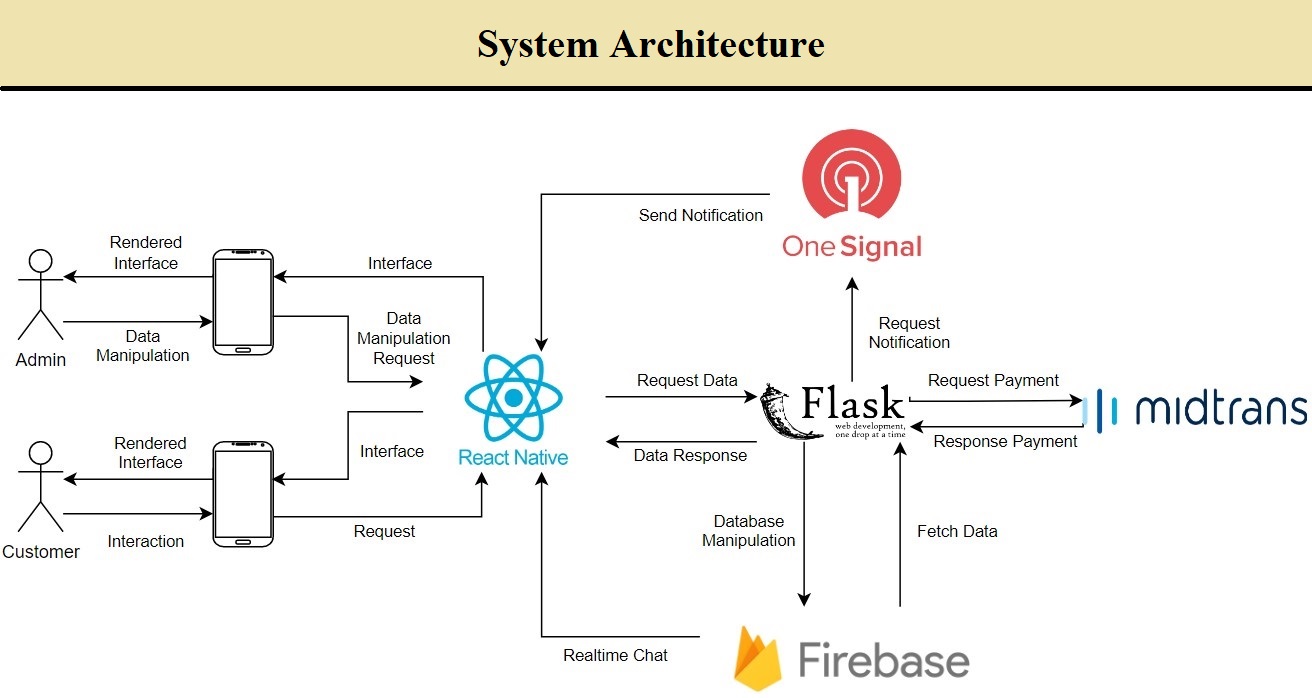 System Architecture
One Signal
Send Notification
Rendered
Interface
Interface
Data
Manipulation
Admin
Data
Manipulation
Request
Request
Notification
Request Data
Flask
web development,
one drop at a time
Request Payment
midtrans
Response Payment
Data Response
React Native
Rendered
Interface
Interface
Customer
Interaction
Request
Database
Manipulation
Fetch Data
Realtime Chat
Firebase